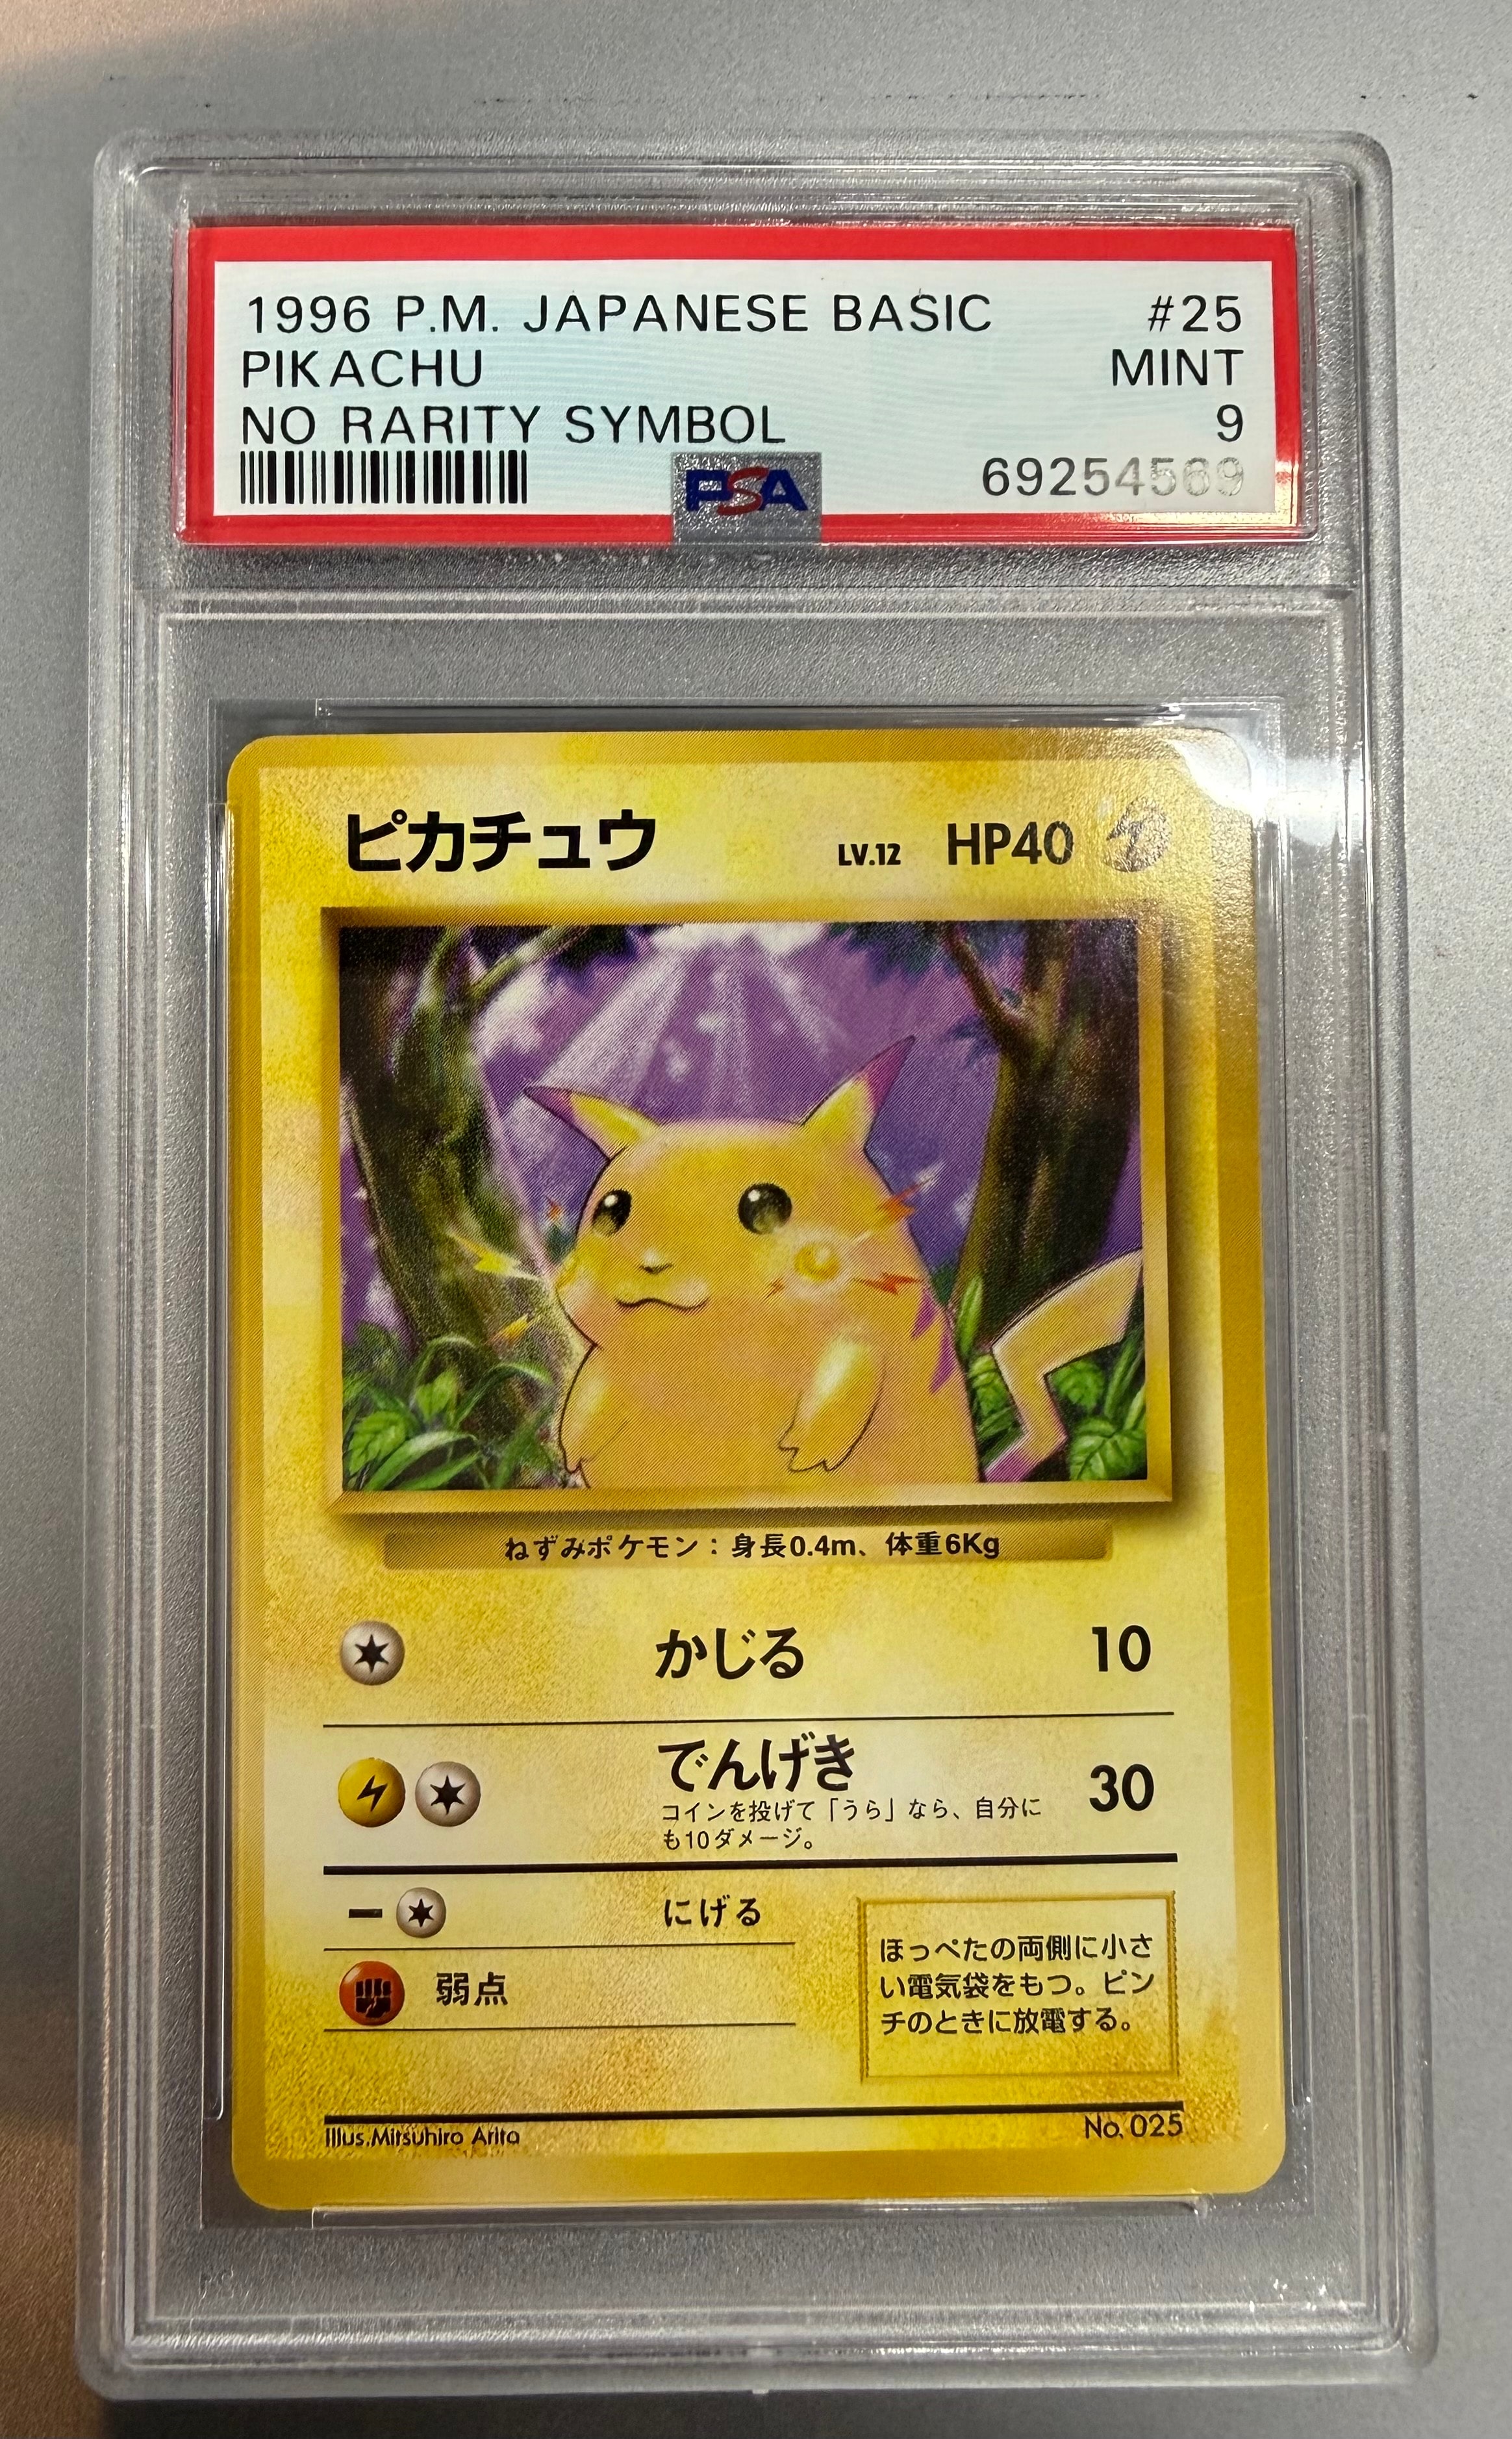 1996 P.M. JAPANESE BASIC #25
PIKACHU MINT
NO RARITY SYMBOL 9
PSA 69254569
ピカチュウ LV.12 HP40
ねずみポケモン：身長0.4m、体重6Kg
かじる 10
でんげき 30
コインを投げて「うら」なら、自分に
も10ダメージ。
にげる
弱点
ほっぺたの両側に小さ
い電気袋をもつ。ピン
チのときに放電する。
Illus.Mitsuhiro Arita No.025